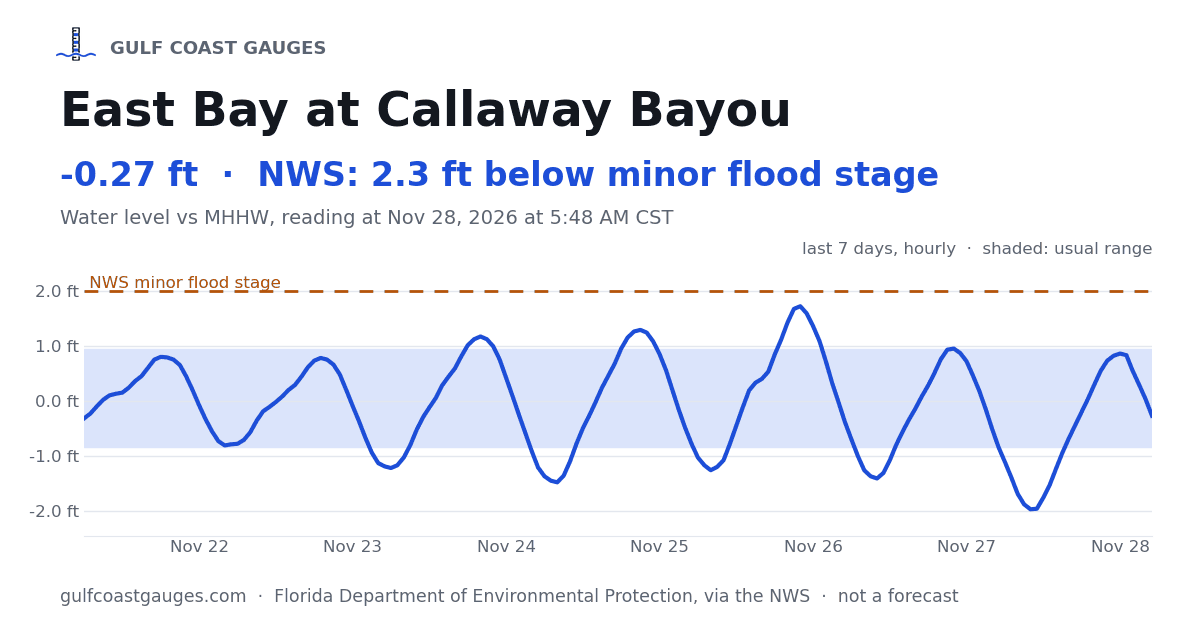 GULF COAST GAUGES
East Bay at Callaway Bayou
-0.27 ft · NWS: 2.3 ft below minor flood stage
Water level vs MHHW, reading at Nov 28, 2026 at 5:48 AM CST
last 7 days, hourly · shaded: usual range
NWS minor flood stage
2.0 ft
1.0 ft
0.0 ft
-1.0 ft
-2.0 ft
Nov 22 Nov 23 Nov 24 Nov 25 Nov 26 Nov 27 Nov 28
gulfcoastgauges.com · Florida Department of Environmental Protection, via the NWS · not a forecast